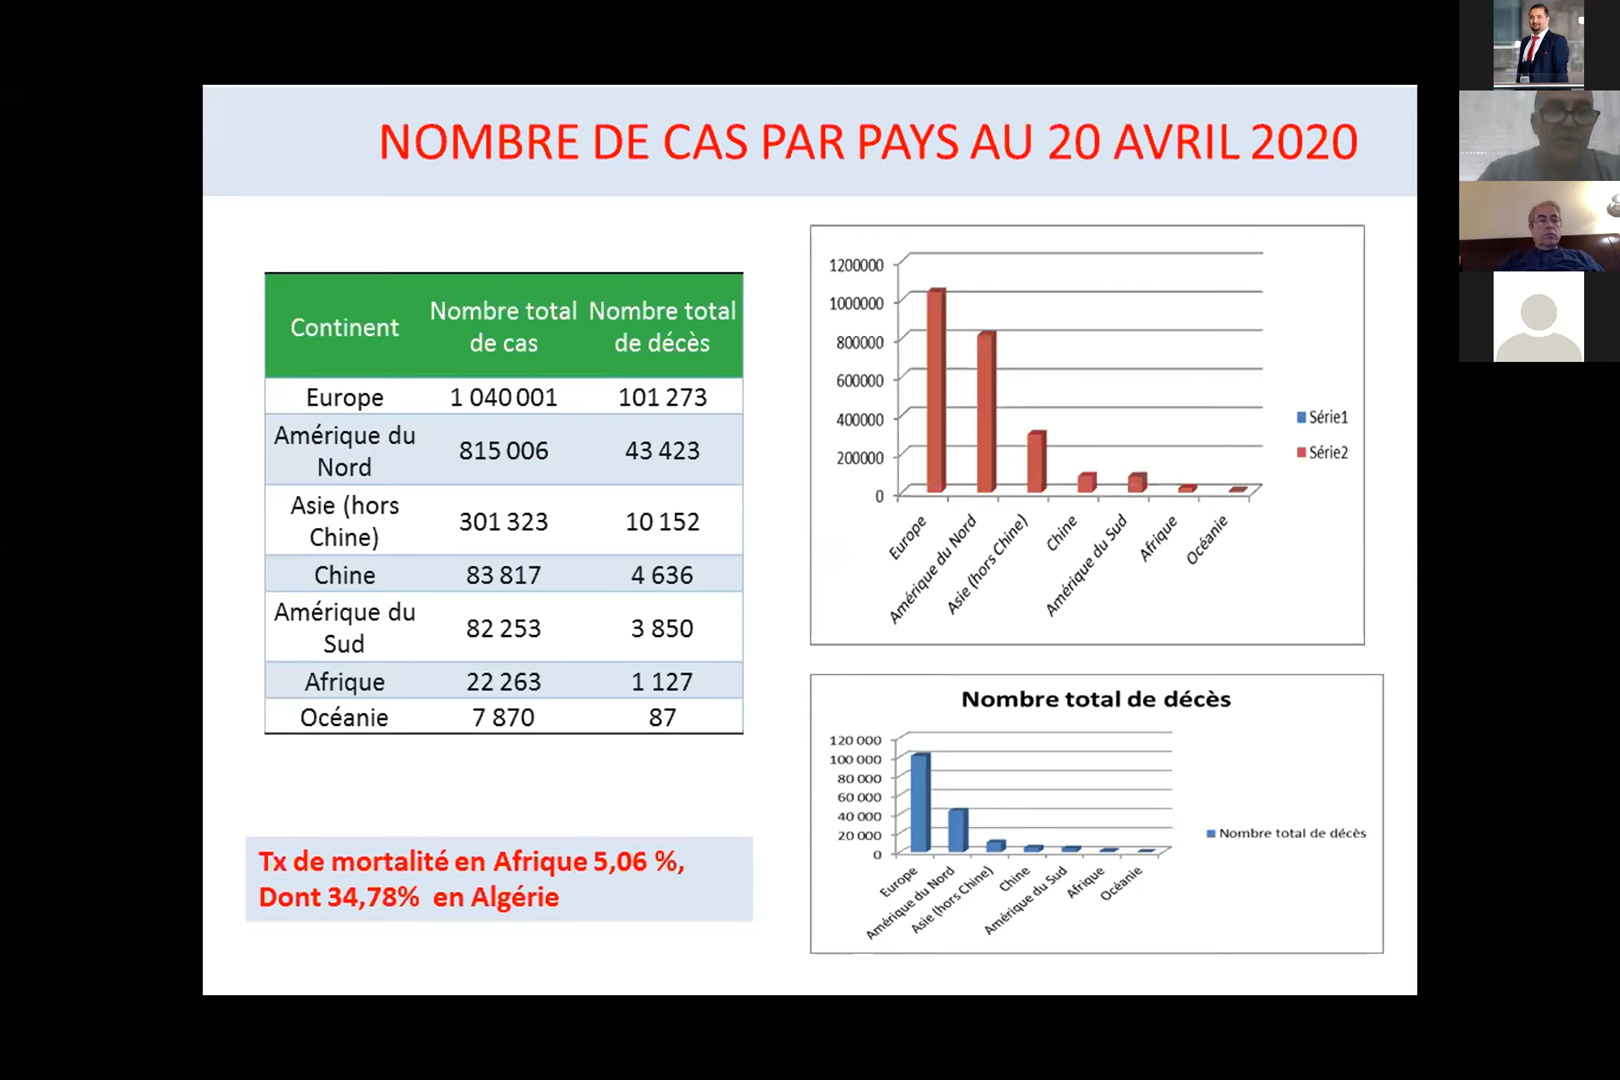 NOMBRE DE CAS PAR PAYS AU 20 AVRIL 2020
Continent
Nombre total
de cas
Nombre total
de décès
Europe 1 040 001 101 273
Amérique du
Nord
815 006 43 423
Asie (hors
Chine)
301 323 10 152
Chine 83 817 4 636
Amérique du
Sud
82 253 3 850
Afrique 22 263 1 127
Océanie 7 870 87
Tx de mortalité en Afrique 5,06 %,
Dont 34,78% en Algérie
1200000
1000000
800000
600000
400000
200000
0
Europe
Amérique du Nord
Asie (hors Chine)
Chine
Amérique du Sud
Afrique
Océanie
Série1
Série2
Nombre total de décès
120 000
100 000
80 000
60 000
40 000
20 000
0
Europe
Amérique du Nord
Asie (hors Chine)
Chine
Amérique du Sud
Afrique
Océanie
Nombre total de décès